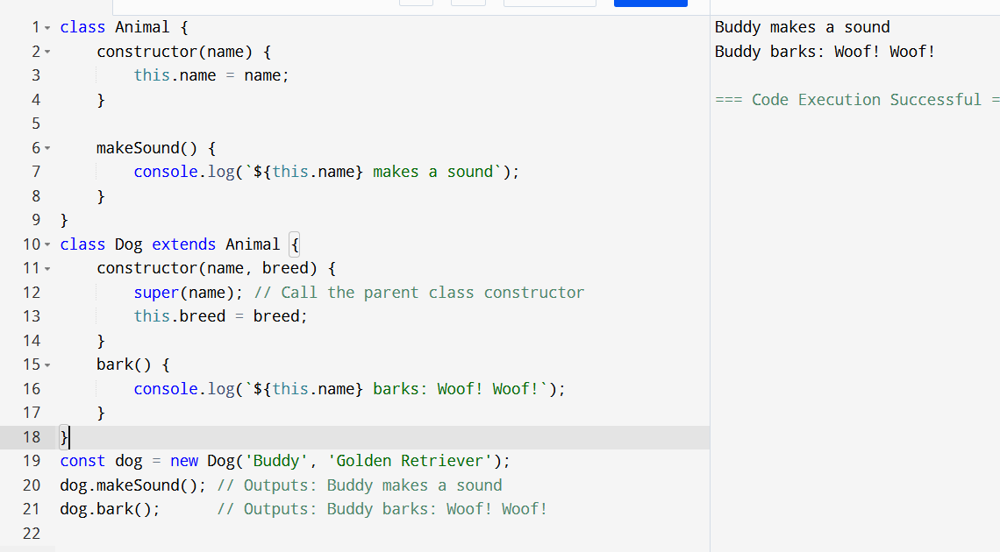 1 class Animal {
2 constructor(name) {
3 this.name = name;
4 }
5
6 makeSound() {
7 console.log(`${this.name} makes a sound`);
8 }
9 }
10 class Dog extends Animal {
11 constructor(name, breed) {
12 super(name); // Call the parent class constructor
13 this.breed = breed;
14 }
15 bark() {
16 console.log(`${this.name} barks: Woof! Woof!`);
17 }
18 }
19 const dog = new Dog('Buddy', 'Golden Retriever');
20 dog.makeSound(); // Outputs: Buddy makes a sound
21 dog.bark(); // Outputs: Buddy barks: Woof! Woof!
22
Buddy makes a sound
Buddy barks: Woof! Woof!
=== Code Execution Successful =